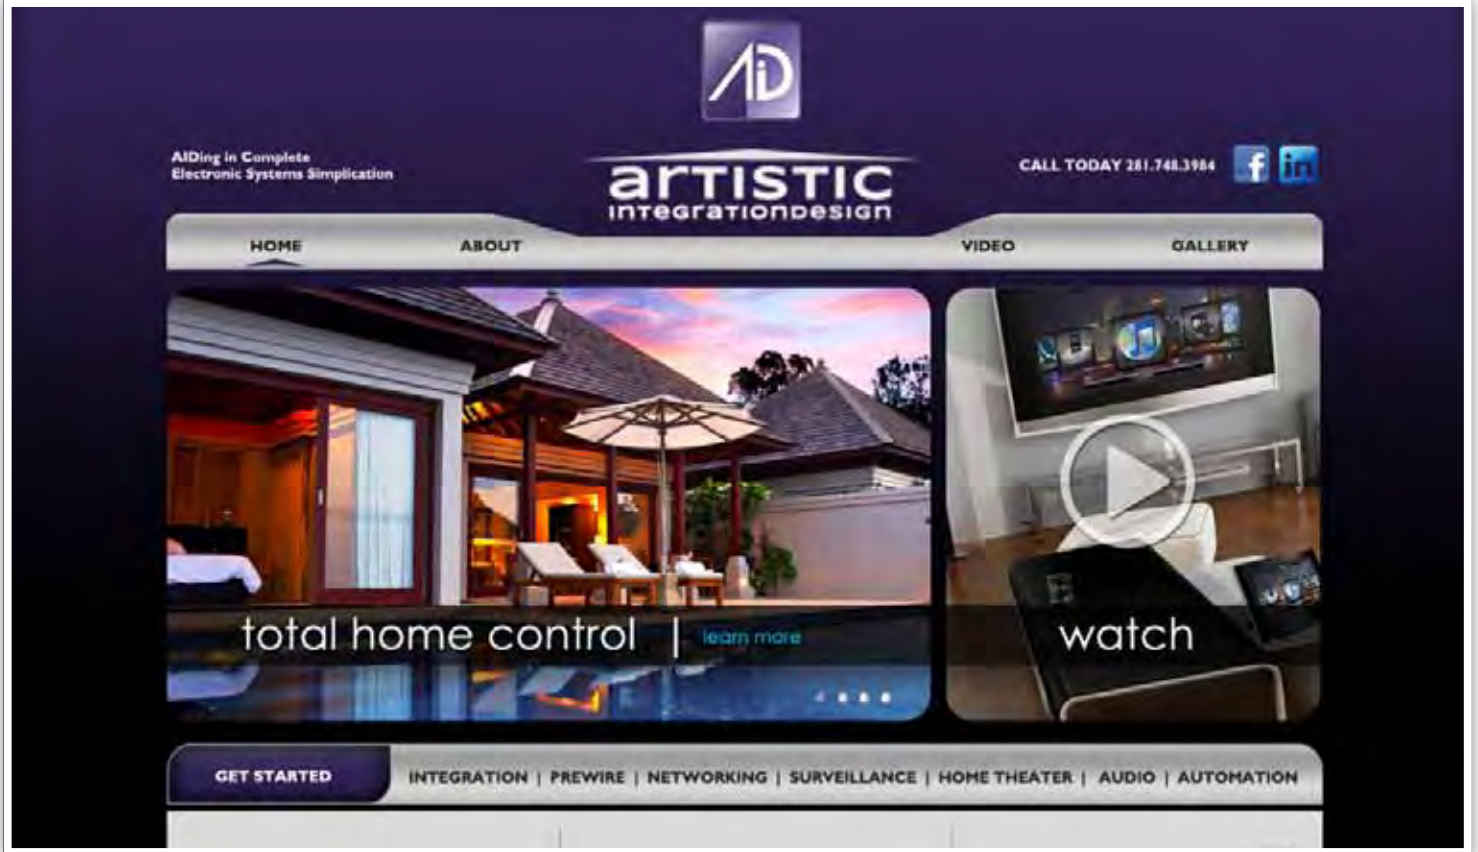 AiD
AIDing in Complete
Electronic Systems Simplication
arTISTIC
INTEGRATIONDESIGN
CALL TODAY 281.748.3984
f in
HOME ABOUT VIDEO GALLERY
total home control | learn more
watch
GET STARTED
INTEGRATION | PREWIRE | NETWORKING | SURVEILLANCE | HOME THEATER | AUDIO | AUTOMATION